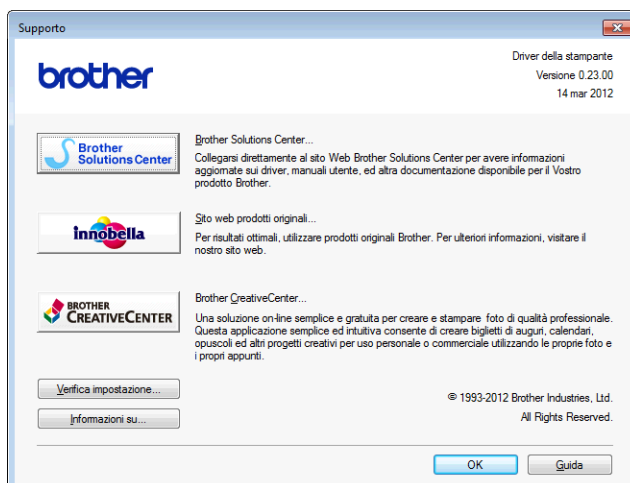 Supporto
brother
Driver della stampante
Versione 0.23.00
14 mar 2012
Brother
Solutions Center
Brother Solutions Center...
Collegarsi direttamente al sito Web Brother Solutions Center per avere informazioni
aggiornate sui driver, manuali utente, ed altra documentazione disponibile per il Vostro
prodotto Brother.
innobella
Sito web prodotti originali...
Per risultati ottimali, utilizzare prodotti originali Brother. Per ulteriori informazioni, visitare il
nostro sito web.
BROTHER
CREATIVECENTER
Brother CreativeCenter...
Una soluzione on-line semplice e gratuita per creare e stampare foto di qualità professionale.
Questa applicazione semplice ed intuitiva consente di creare biglietti di auguri, calendari,
opuscoli ed altri progetti creativi per uso personale o commerciale utilizzando le proprie foto e
i propri appunti.
Verifica impostazione...
Informazioni su...
© 1993-2012 Brother Industries, Ltd.
All Rights Reserved.
OK
Guida